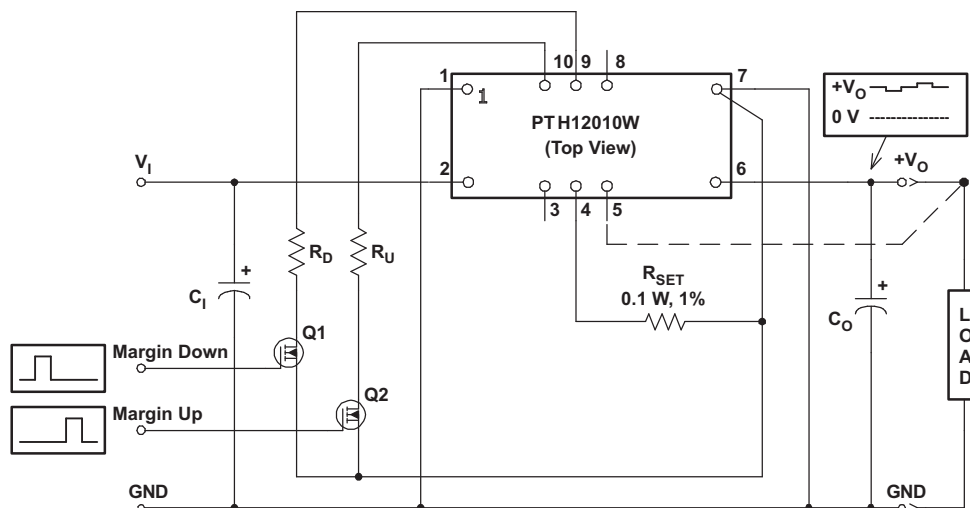 10 9 8
1 7
1
+VO
0 V
PTH12010W
(Top View)
VI
2 6
+VO
3 4 5
RD
RU
RSET
0.1 W, 1%
+
CI
+
CO
L
O
A
D
Q1
Margin Down
Q2
Margin Up
GND
GND